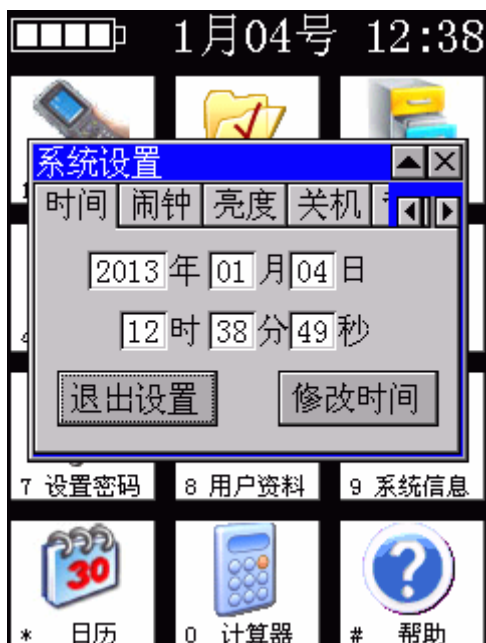 1月04号 12:38
系统设置
时间 闹钟 亮度 关机
2013 年 01 月 04 日
12 时 38 分 49 秒
退出设置 修改时间
7 设置密码 8 用户资料 9 系统信息
30
* 日历 0 计算器 # 帮助